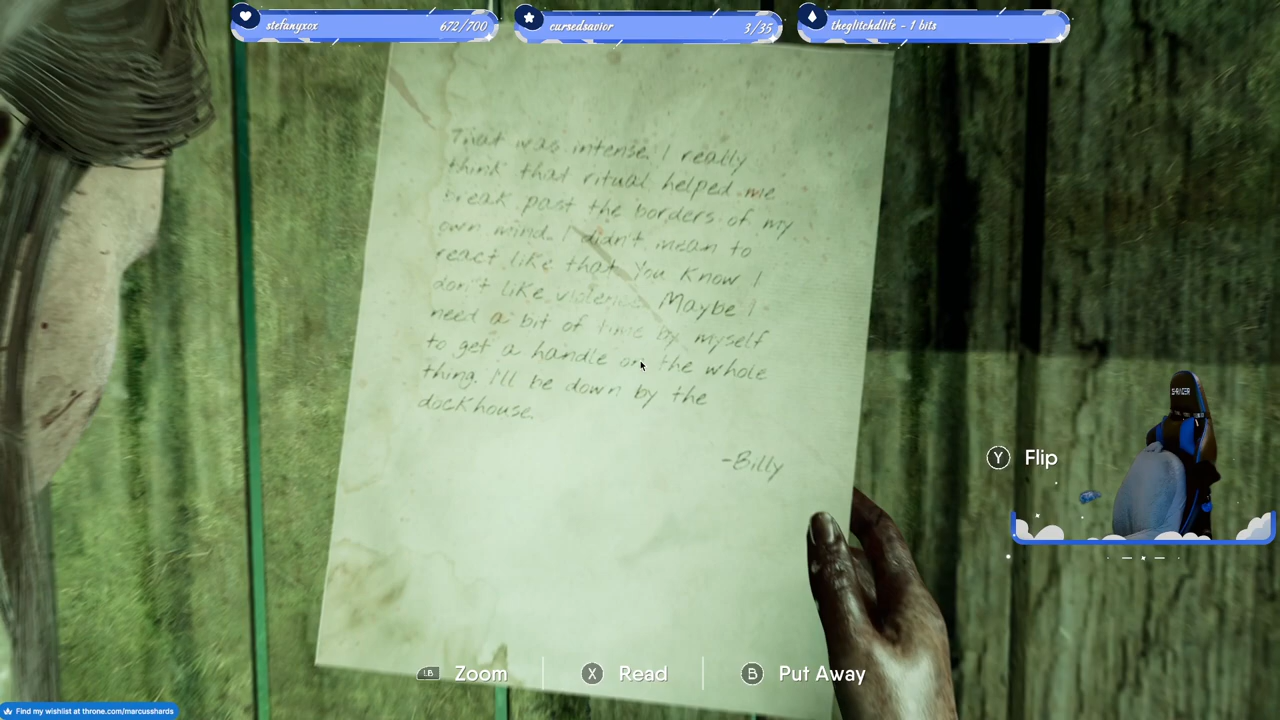 stefanyxox 672/700
cursedsavior 3/35
theglitchdlife - 1 bits
That was intense. I really
think that ritual helped me
break past the borders of my
own mind. I didn't mean to
react like that. You know I
don't like violence. Maybe I
need a bit of time by myself
to get a handle on the whole
thing. I'll be down by the
dockhouse.
-Billy
Y Flip
LB Zoom
X Read
B Put Away
Find my wishlist at throne.com/marcusshards